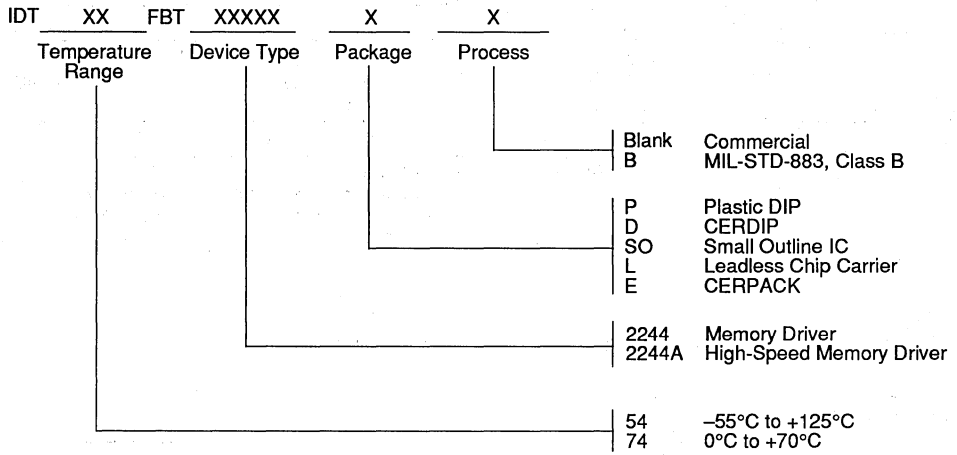 IDT XX FBT XXXXX X X
Temperature Range Device Type Package Process
Blank Commercial
B MIL-STD-883, Class B
P Plastic DIP
D CERDIP
SO Small Outline IC
L Leadless Chip Carrier
E CERPACK
2244 Memory Driver
2244A High-Speed Memory Driver
54 –55°C to +125°C
74 0°C to +70°C